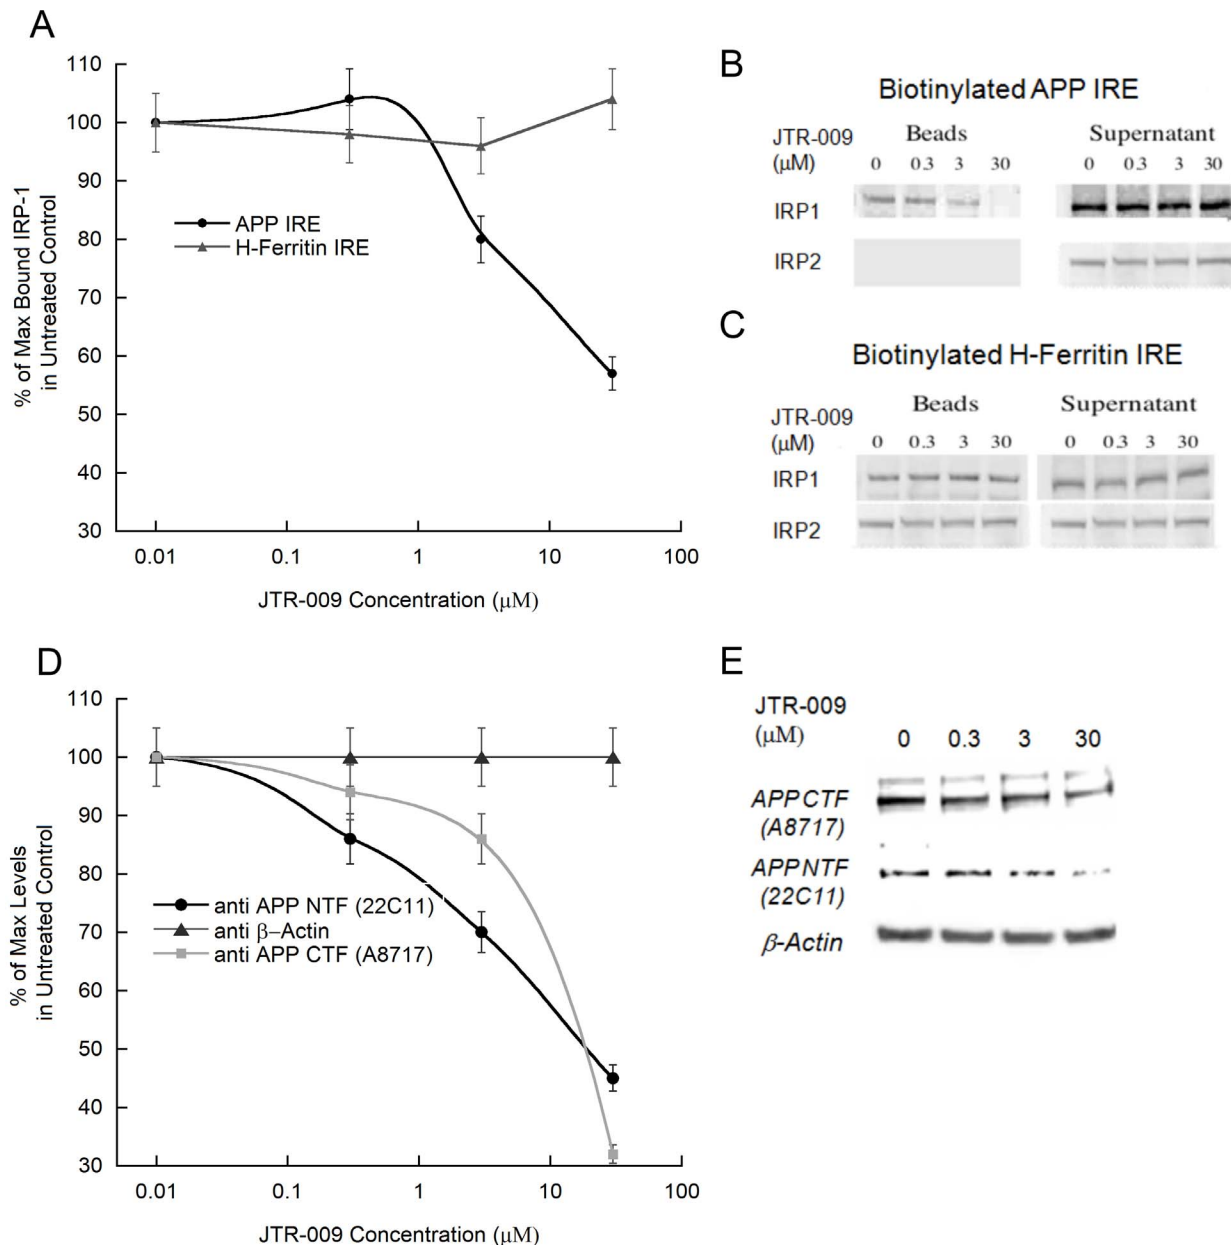 A
110
100
90
80
70
60
50
40
30
% of Max Bound IRP-1
in Untreated Control
APP IRE
H-Ferritin IRE
0.01 0.1 1 10 100
JTR-009 Concentration (μM)
B
Biotinylated APP IRE
Beads Supernatant
JTR-009
(μM) 0 0.3 3 30 0 0.3 3 30
IRP1
IRP2
C
Biotinylated H-Ferritin IRE
Beads Supernatant
JTR-009
(μM) 0 0.3 3 30 0 0.3 3 30
IRP1
IRP2
D
110
100
90
80
70
60
50
40
30
% of Max Levels
in Untreated Control
anti APP NTF (22C11)
anti β–Actin
anti APP CTF (A8717)
0.01 0.1 1 10 100
JTR-009 Concentration (μM)
E
JTR-009
(μM) 0 0.3 3 30
APP CTF
(A8717)
APP NTF
(22C11)
β-Actin